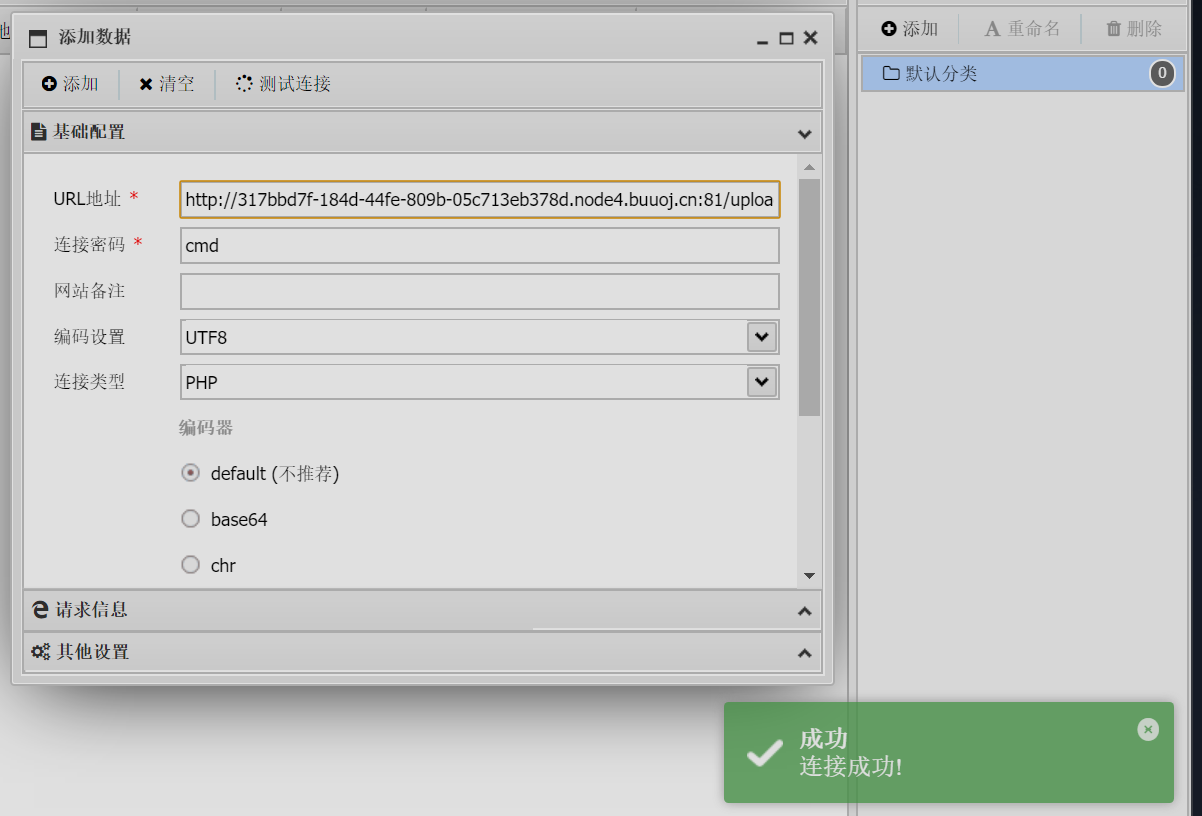 添加数据
添加 清空 测试连接
基础配置
URL地址 * http://317bbd7f-184d-44fe-809b-05c713eb378d.node4.buuoj.cn:81/uploa
连接密码 * cmd
网站备注
编码设置 UTF8
连接类型 PHP
编码器
default (不推荐)
base64
chr
请求信息
其他设置
添加 A 重命名 删除
默认分类 0
成功
连接成功!